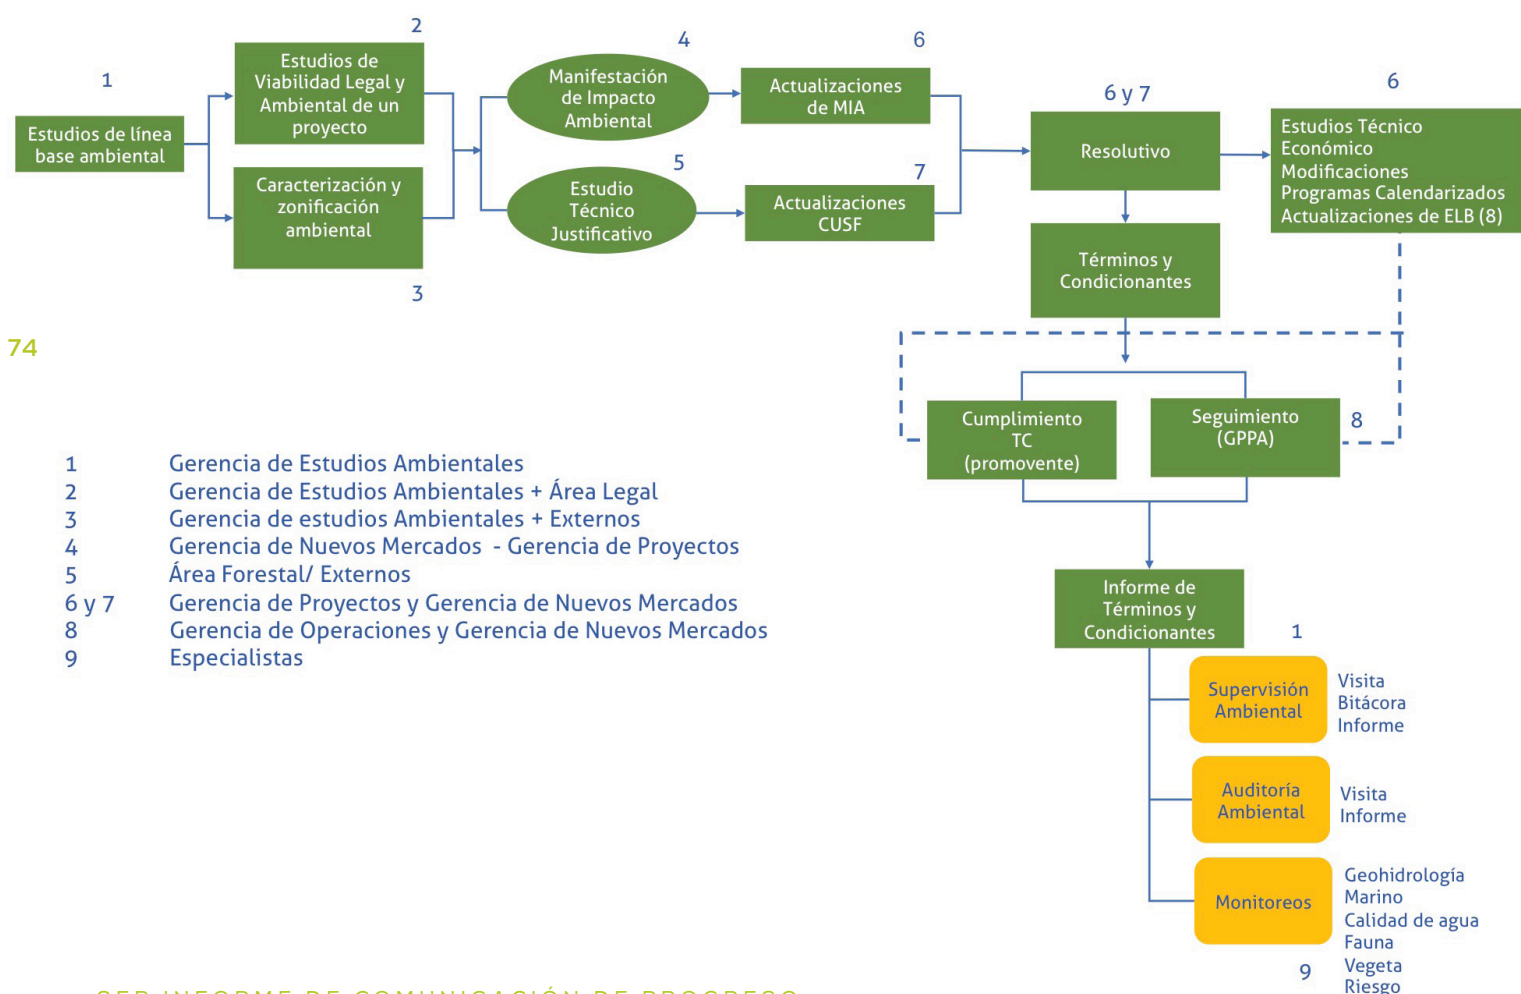 1
Estudios de línea
base ambiental
2
Estudios de
Viabilidad Legal y
Ambiental de un
proyecto
Caracterización y
zonificación
ambiental
3
4
Manifestación
de Impacto
Ambiental
5
Estudio
Técnico
Justificativo
6
Actualizaciones
de MIA
7
Actualizaciones
CUSF
6 y 7
Resolutivo
6
Estudios Técnico
Económico
Modificaciones
Programas Calendarizados
Actualizaciones de ELB (8)
Términos y
Condicionantes
74
Cumplimiento
TC
(promovente)
Seguimiento
(GPPA)
8
1 Gerencia de Estudios Ambientales
2 Gerencia de Estudios Ambientales + Área Legal
3 Gerencia de estudios Ambientales + Externos
4 Gerencia de Nuevos Mercados - Gerencia de Proyectos
5 Área Forestal/ Externos
6 y 7 Gerencia de Proyectos y Gerencia de Nuevos Mercados
8 Gerencia de Operaciones y Gerencia de Nuevos Mercados
9 Especialistas
Informe de
Términos y
Condicionantes
1
Supervisión
Ambiental
Visita
Bitácora
Informe
Auditoría
Ambiental
Visita
Informe
Monitoreos
Geohidrología
Marino
Calidad de agua
Fauna
Vegeta
Riesgo
9
SER INFORME DE COMUNICACIÓN DE PROGRESO